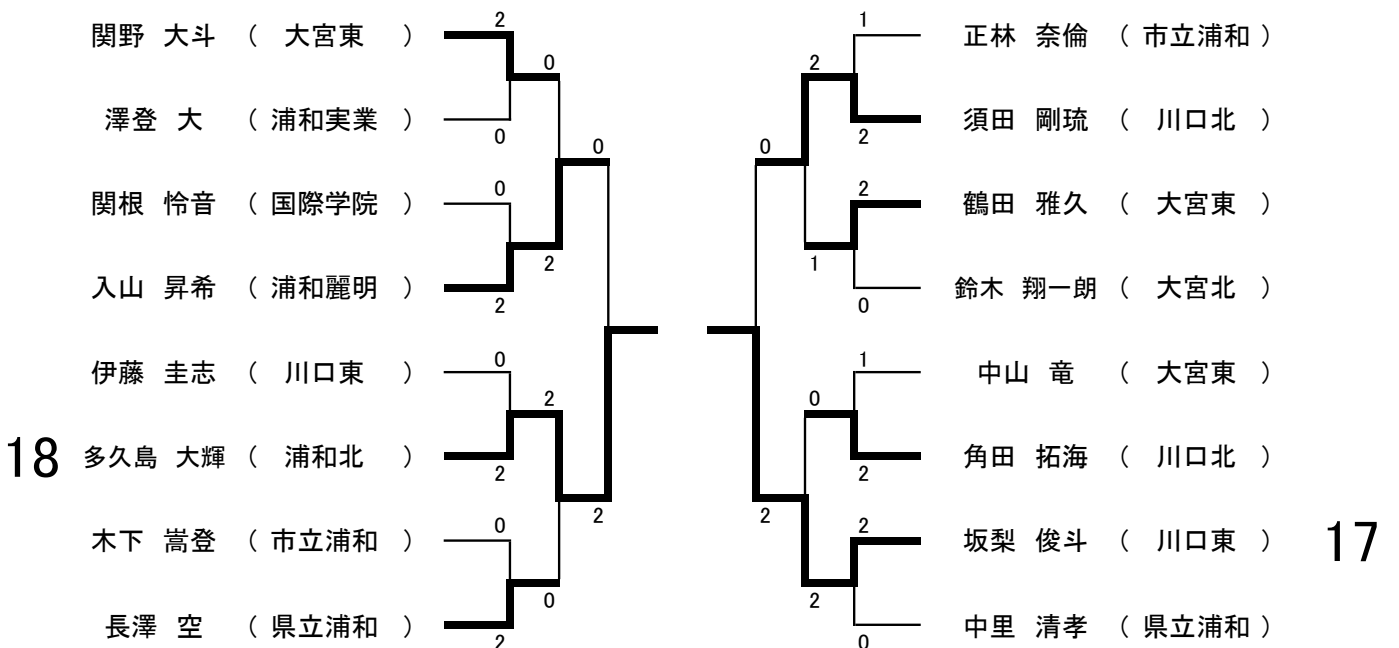 関野 大斗 （ 大宮東 ） 2 1 正林 奈倫 （ 市立浦和 ）
0 2
澤登 大 （ 浦和実業 ） 0 2 須田 剛琉 （ 川口北 ）
0 0
関根 怜音 （ 国際学院 ） 0 2 鶴田 雅久 （ 大宮東 ）
2 1
入山 昇希 （ 浦和麗明 ） 2 0 鈴木 翔一朗 （ 大宮北 ）
伊藤 圭志 （ 川口東 ） 0 1 中山 竜 （ 大宮東 ）
2 0
18 多久島 大輝 （ 浦和北 ） 2 2 角田 拓海 （ 川口北 ）
2 2
木下 嵩登 （ 市立浦和 ） 0 2 坂梨 俊斗 （ 川口東 ） 17
0 2
長澤 空 （ 県立浦和 ） 2 0 中里 清孝 （ 県立浦和 ）